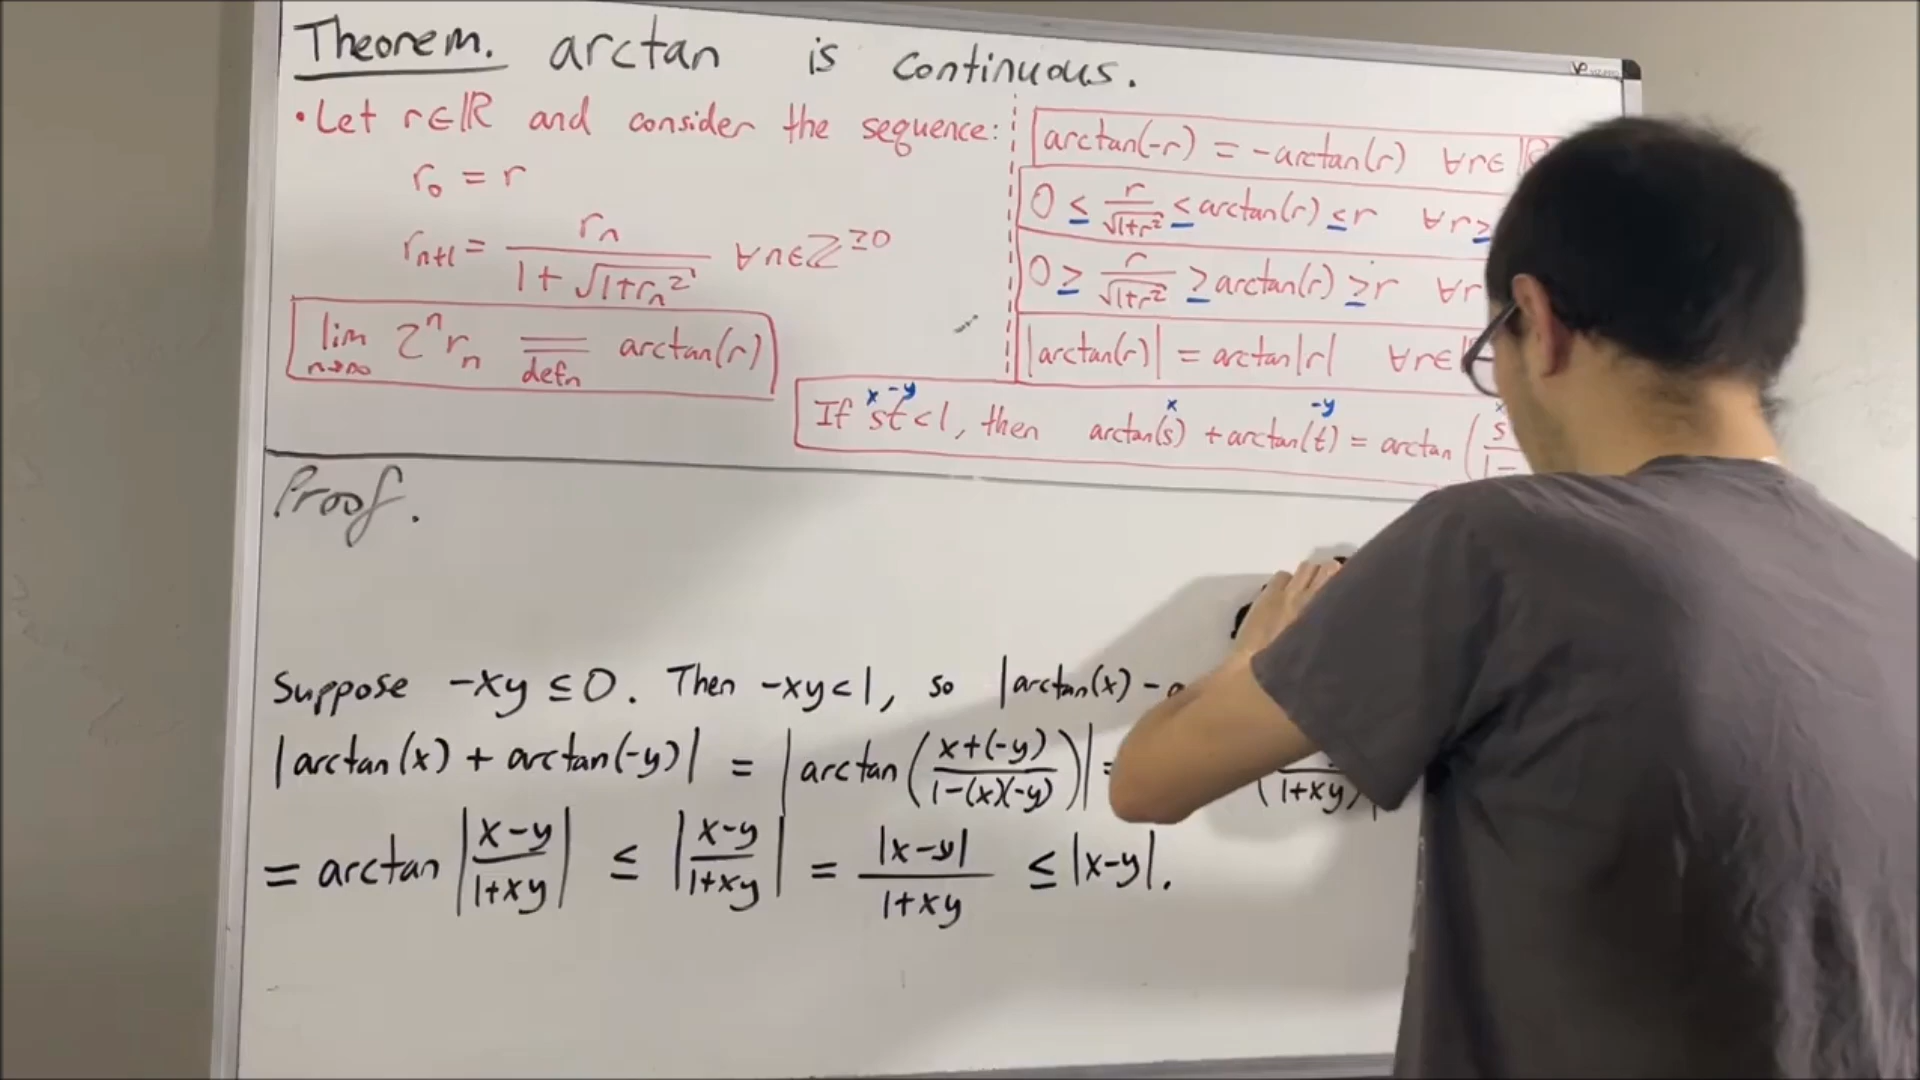 Theorem. arctan is continuous.
• Let r∈ℝ and consider the sequence:
r₀ = r
rₙ₊₁ = rₙ / (1 + √(1+rₙ²)) ∀n∈ℤ^≥0
lim n→∞ 2ⁿ rₙ = defn arctan(r)
arctan(-r) = -arctan(r) ∀r∈ℝ
0 ≤ r/√(1+r²) ≤ arctan(r) ≤ r ∀r≥
0 ≥ r/√(1+r²) ≥ arctan(r) ≥ r ∀r
|arctan(r)| = arctan|r| ∀r∈
x -y x -y
If st<1, then arctan(s) + arctan(t) = arctan (s / 1-
Proof.
Suppose -xy ≤ 0. Then -xy<1, so |arctan(x) -
|arctan(x) + arctan(-y)| = |arctan((x+(-y)) / (1-(x)(-y)))| = 1+xy)|
= arctan |(x-y)/(1+xy)| ≤ |(x-y)/(1+xy)| = |x-y| / (1+xy) ≤ |x-y|.